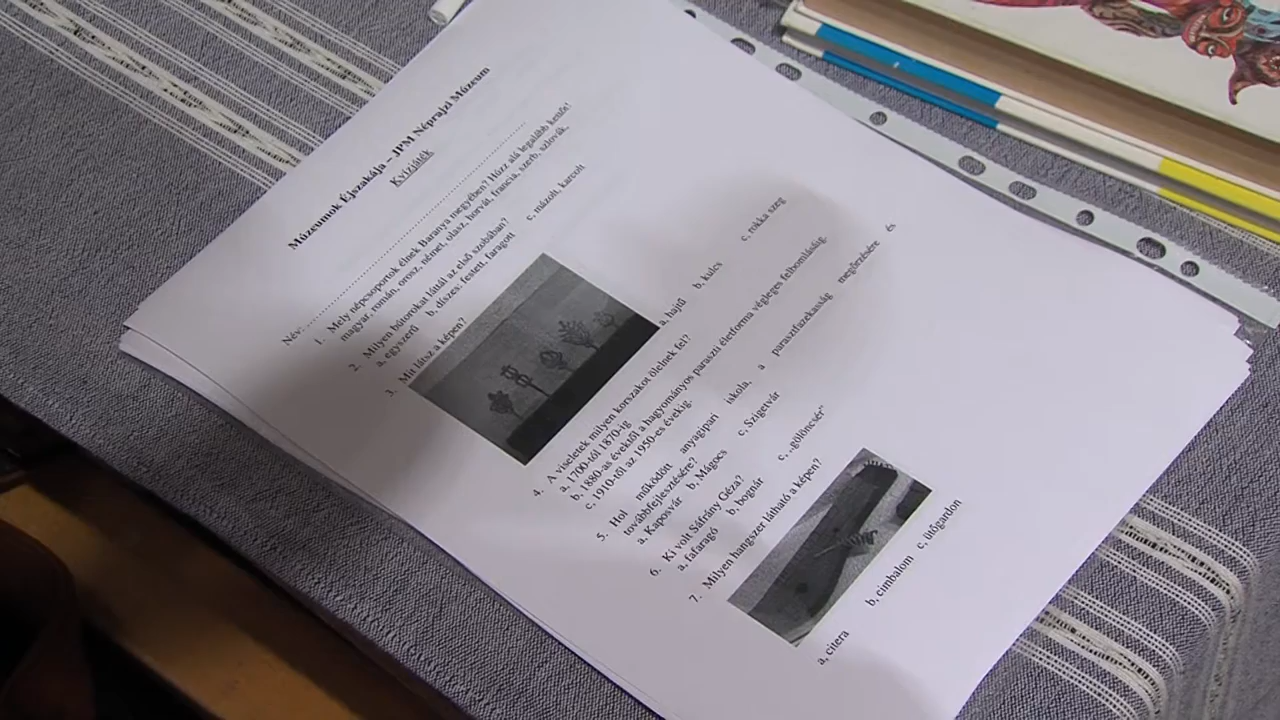 Múzeumok Éjszakája – JPM Néprajzi Múzeum
Kvízjáték
Név: ............................................................
1. Mely népcsoportok élnek Baranya megyében? Húzz alá legalább kettőt!
magyar, román, orosz, német, olasz, horvát, francia, szerb, szlovák,
2. Milyen bútorokat láttál az első szobában?
a, egyszerű b, díszes: festett, faragott c, mázolt, karcolt
3. Mit látsz a képen?
a, hajtű b, kulcs c, rokka szeg
4. A viseletek milyen korszakot ölelnek fel?
a, 1700-tól 1870-ig
b, 1880-as évektől a hagyományos paraszti életforma végleges felbomlásáig.
c, 1910-től az 1950-es évekig.
5. Hol működött anyagipari iskola, a parasztfazekasság megőrzésére és
továbbfejlesztésére?
a, Kaposvár b, Mágocs c, Szigetvár
6. Ki volt Sáfrány Géza?
a, fafaragó b, bognár c, „gölöncsér”
7. Milyen hangszer látható a képen?
a, citera b, cimbalom c, ütőgardon